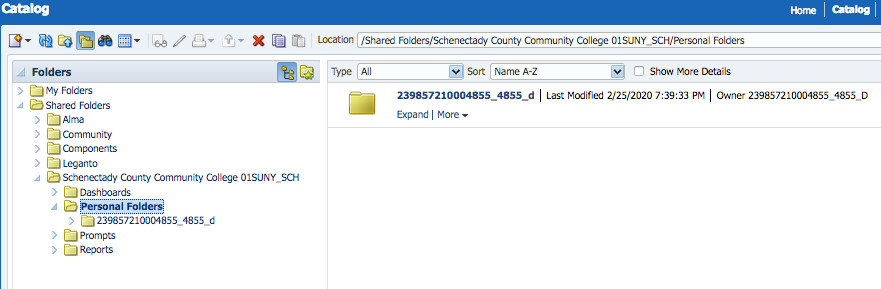 Catalog
Home Catalog
Location /Shared Folders/Schenectady County Community College 01SUNY_SCH/Personal Folders
Folders
My Folders
Shared Folders
Alma
Community
Components
Leganto
Schenectady County Community College 01SUNY_SCH
Dashboards
Personal Folders
239857210004855_4855_d
Prompts
Reports
Type All Sort Name A-Z Show More Details
239857210004855_4855_d | Last Modified 2/25/2020 7:39:33 PM | Owner 239857210004855_4855_D
Expand | More